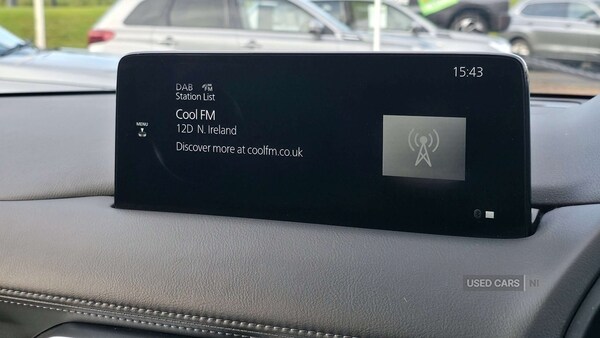 15:43
DAB
Station List
Cool FM
12D N. Ireland
Discover more at coolfm.co.uk
MENU
USED CARS NI